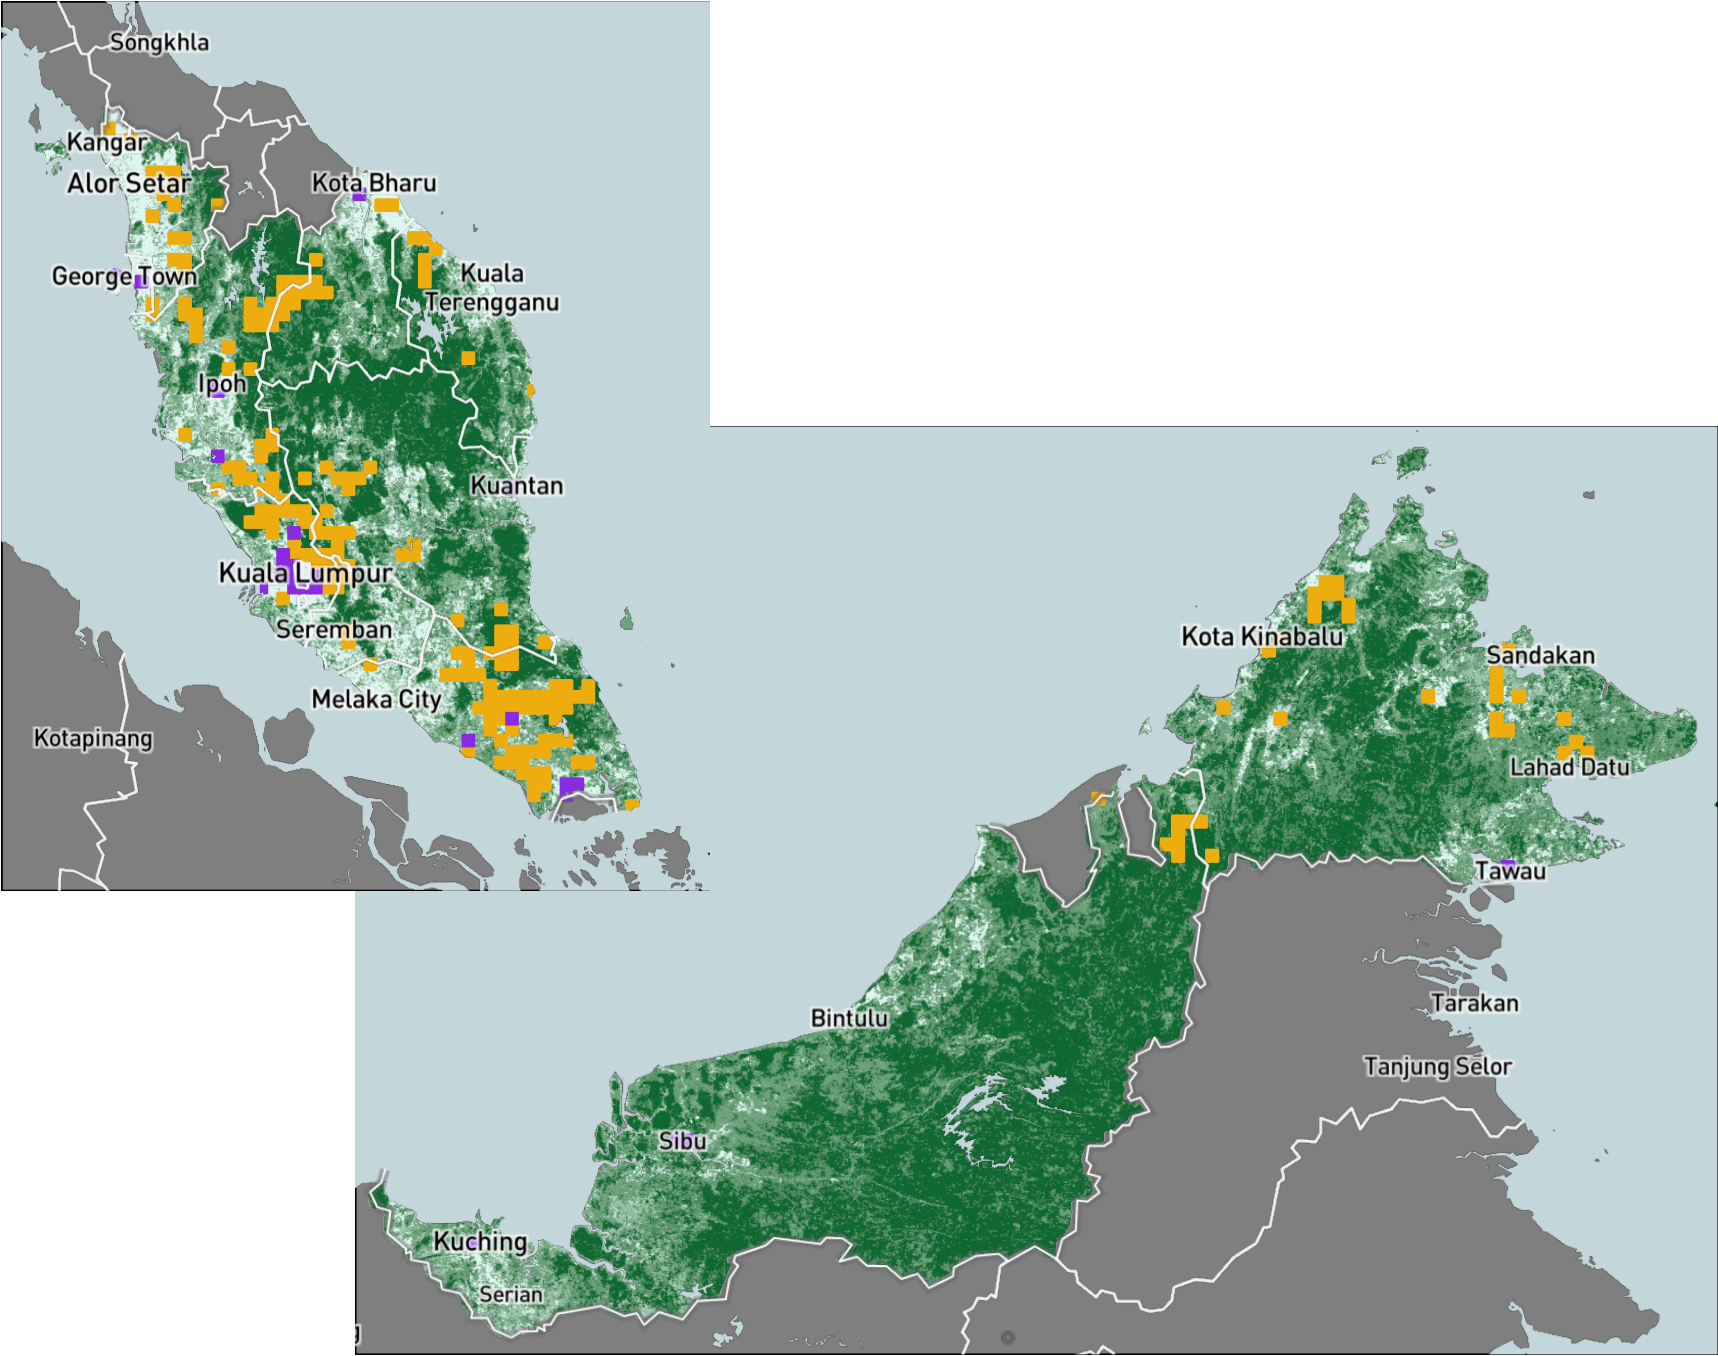 Songkhla
Kangar
Alor Setar
Kota Bharu
George Town
Kuala
Terengganu
Ipoh
Kuantan
Kuala Lumpur
Seremban
Melaka City
Kotapinang
Kota Kinabalu
Sandakan
Lahad Datu
Tawau
Tarakan
Bintulu
Tanjung Selor
Sibu
Kuching
Serian
g